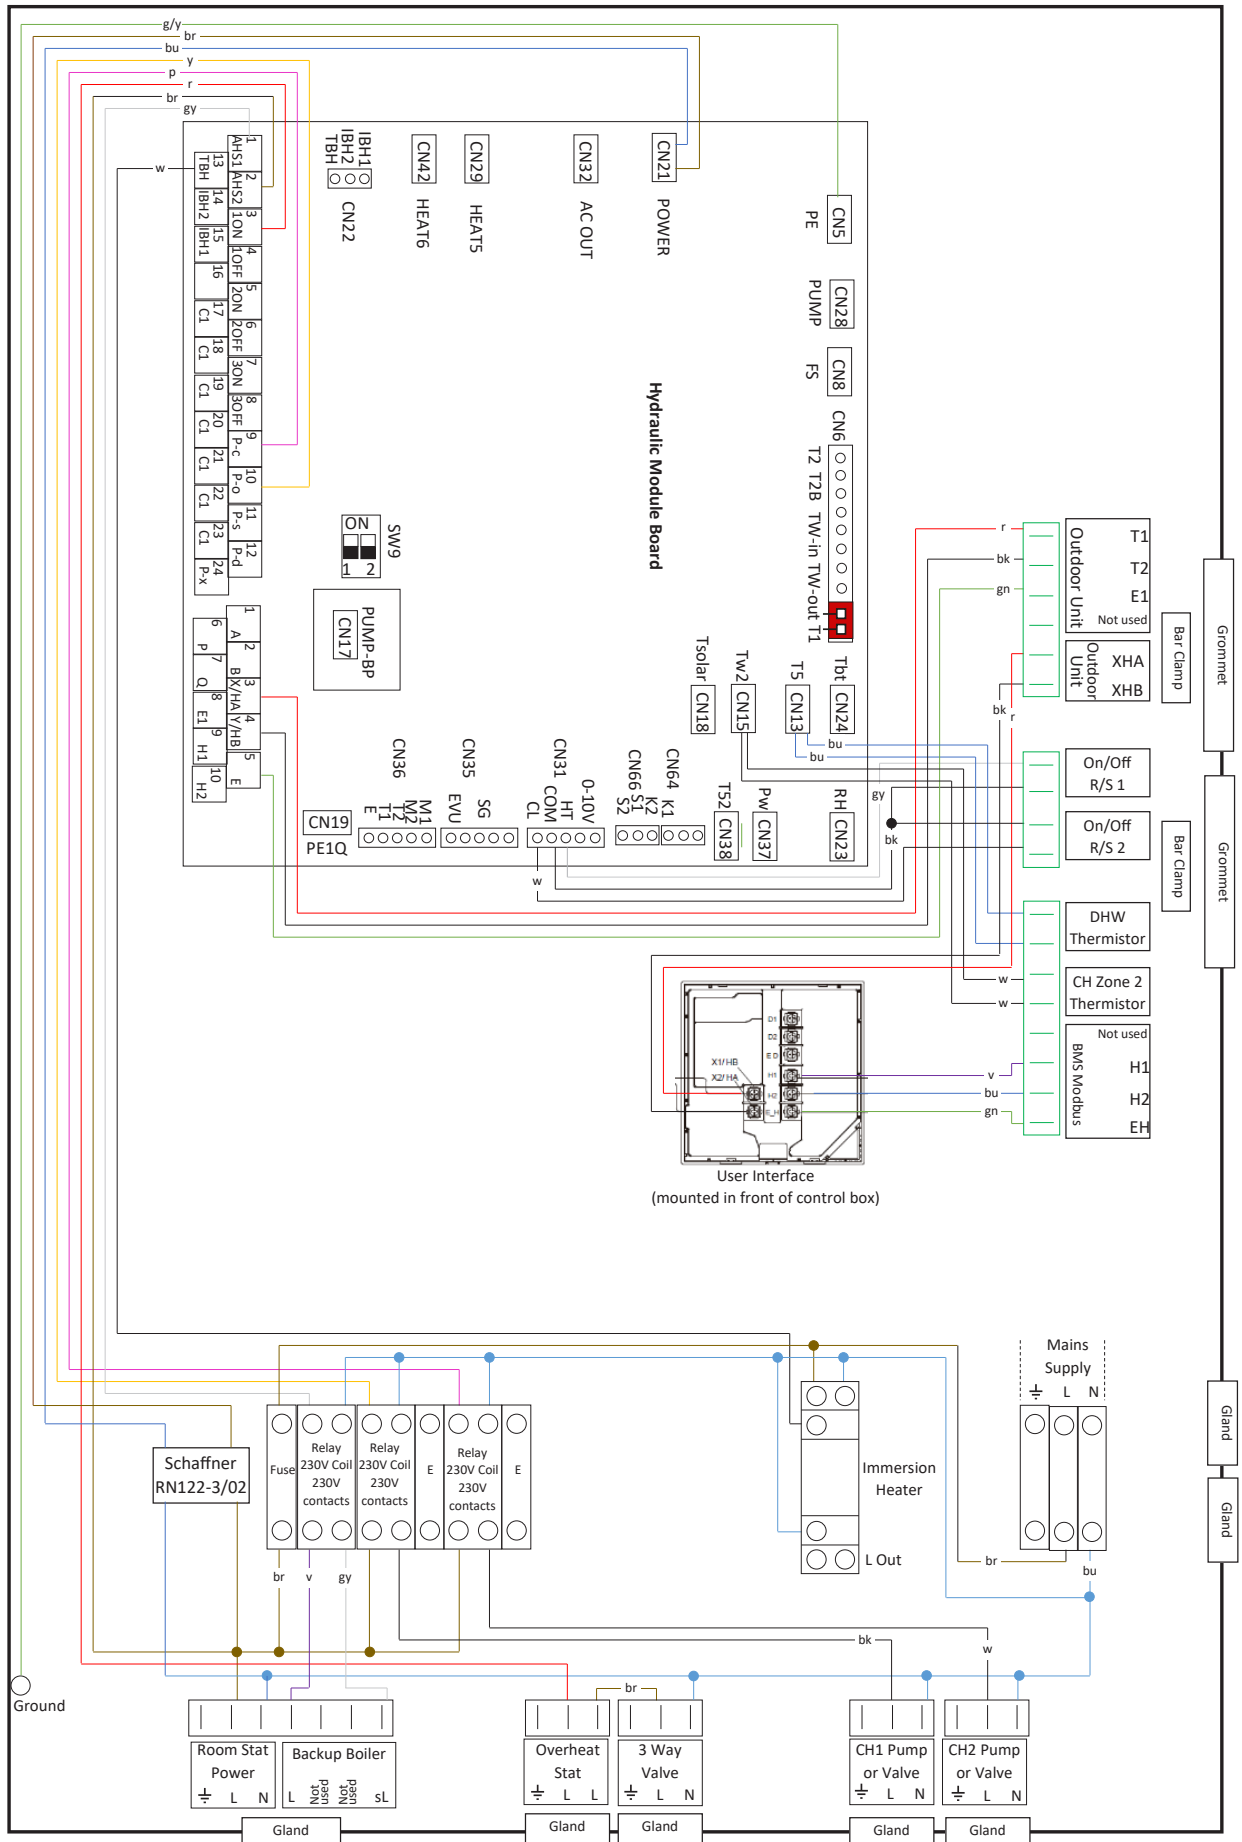 g/y
br
bu
y
p
r
br
gy
w
1
AHS1
2
AHS2
3
1ON
4
1OFF
5
2ON
6
2OFF
7
3ON
8
3OFF
9
P-c
10
P-o
11
P-s
12
P-d
13
TBH
14
IBH2
15
IBH1
16
17
C1
18
C1
19
C1
20
C1
21
C1
22
C1
23
C1
24
P-x
IBH1
IBH2
TBH
CN22
CN42
HEAT6
CN29
HEAT5
CN32
AC OUT
CN21
POWER
CN5
PE
CN28
PUMP
CN8
FS
CN6
T2 T2B TW-in TW-out T1
Hydraulic Module Board
ON
1 2
SW9
PUMP-BP
CN17
1
A
2
B
3
X/HA
4
Y/HB
5
E
6
P
7
Q
8
E1
9
H1
10
H2
Tsolar
CN18
Tw2
CN15
T5
CN13
Tbt
CN24
bu
bu
CN19
PE1Q
CN36
E
T1
T2
M2
M1
CN35
EVU
SG
CN31
CL
COM
HT
0-10V
CN66
S2
S1
K2
CN64
K1
T52
CN38
Pw
CN37
RH
CN23
w
gy
bk
r
bk
gn
bk
r
Outdoor Unit
T1
T2
E1
Not used
Outdoor
Unit
XHA
XHB
Bar Clamp
Grommet
On/Off
R/S 1
On/Off
R/S 2
Bar Clamp
Grommet
DHW
Thermistor
w
w
CH Zone 2
Thermistor
Not used
BMS Modbus
H1
H2
EH
v
bu
gn
D1
D2
E D
H1
H2
E_H
X1/HB
X2/HA
User Interface
(mounted in front of control box)
Mains
Supply
L N
Gland
Gland
Schaffner
RN122-3/02
Fuse
Relay
230V Coil
230V
contacts
Relay
230V Coil
230V
contacts
E
Relay
230V Coil
230V
contacts
E
Immersion
Heater
L Out
br
bu
br
v
gy
bk
w
br
Ground
Room Stat
Power
L N
Backup Boiler
L
Not
used
Not
used
sL
Gland
Overheat
Stat
L L
Gland
3 Way
Valve
L N
Gland
CH1 Pump
or Valve
L N
Gland
CH2 Pump
or Valve
L N
Gland